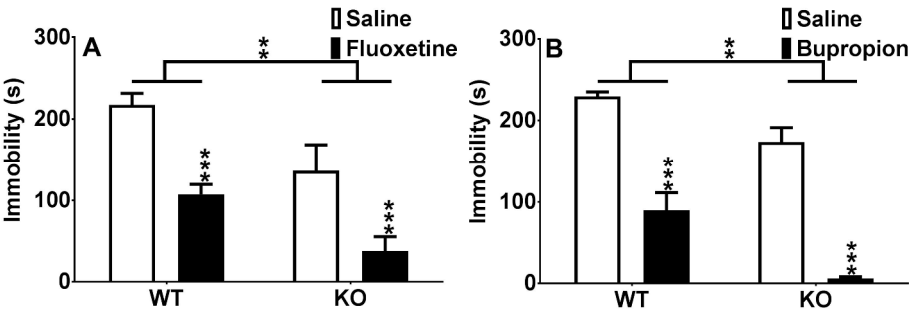 A
Saline
Fluoxetine
**
Immobility (s)
300
200
100
0
***
***
WT
KO
B
Saline
Bupropion
**
Immobility (s)
300
200
100
0
***
***
WT
KO